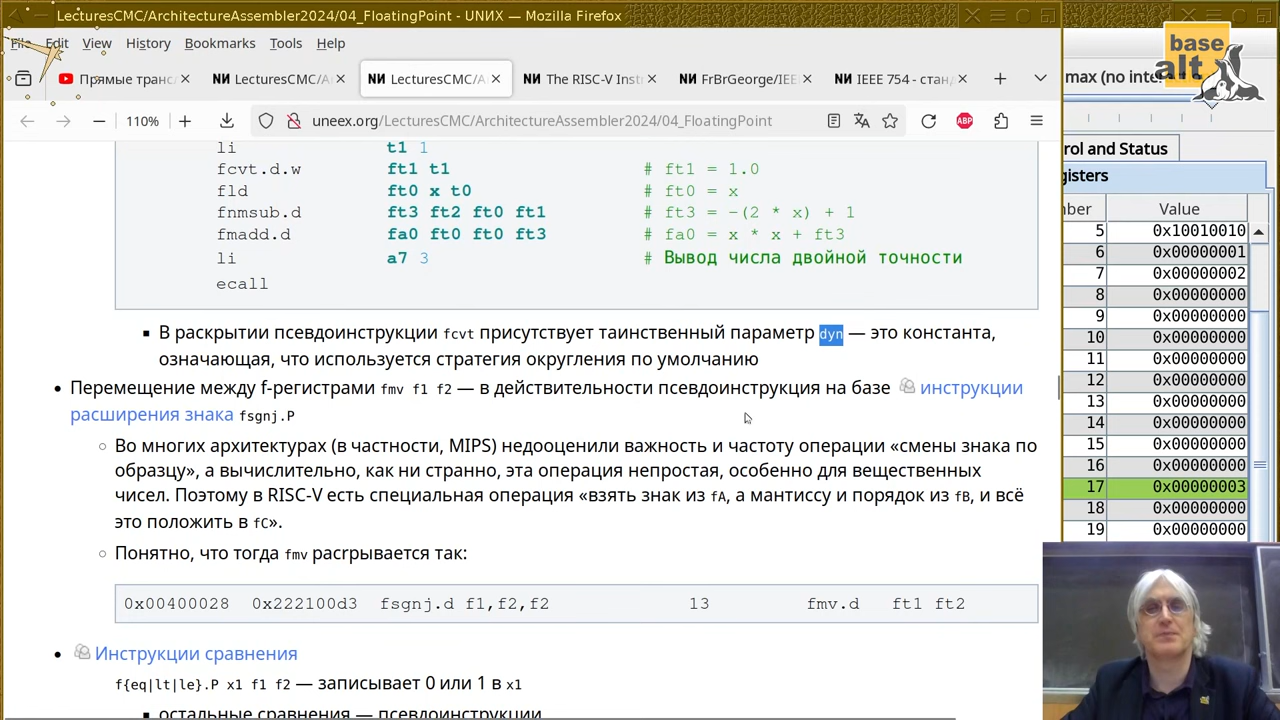 LecturesCMC/ArchitectureAssembler2024/04_FloatingPoint - UNИX — Mozilla Firefox
File Edit View History Bookmarks Tools Help
Прямые транс
LecturesCMC/A
LecturesCMC/
The RISC-V Inst
FrBrGeorge/IEE
IEEE 754 - стан
base
alt
max (no inte
110%
uneex.org/LecturesCMC/ArchitectureAssembler2024/04_FloatingPoint
ABP
li t1 1
fcvt.d.w ft1 t1 # ft1 = 1.0
fld ft0 x t0 # ft0 = x
fnmsub.d ft3 ft2 ft0 ft1 # ft3 = -(2 * x) + 1
fmadd.d fa0 ft0 ft0 ft3 # fa0 = x * x + ft3
li a7 3 # Вывод числа двойной точности
ecall
▪ В раскрытии псевдоинструкции fcvt присутствует таинственный параметр dyn — это константа,
означающая, что используется стратегия округления по умолчанию
• Перемещение между f-регистрами fmv f1 f2 — в действительности псевдоинструкция на базе инструкции
расширения знака fsgnj.P
○ Во многих архитектурах (в частности, MIPS) недооценили важность и частоту операции «смены знака по
образцу», а вычислительно, как ни странно, эта операция непростая, особенно для вещественных
чисел. Поэтому в RISC-V есть специальная операция «взять знак из fA, а мантиссу и порядок из fB, и всё
это положить в fC».
○ Понятно, что тогда fmv расrрывается так:
0x00400028 0x222100d3 fsgnj.d f1,f2,f2 13 fmv.d ft1 ft2
• Инструкции сравнения
f{eq|lt|le}.P x1 f1 f2 — записывает 0 или 1 в x1
▪ остальные сравнения — псевдоинструкции
rol and Status
gisters
ber Value
5 0x10010010
6 0x00000001
7 0x00000002
8 0x00000000
9 0x00000000
10 0x00000000
11 0x00000000
12 0x00000000
13 0x00000000
14 0x00000000
15 0x00000000
16 0x00000000
17 0x00000003
18 0x00000000
19 0x00000000